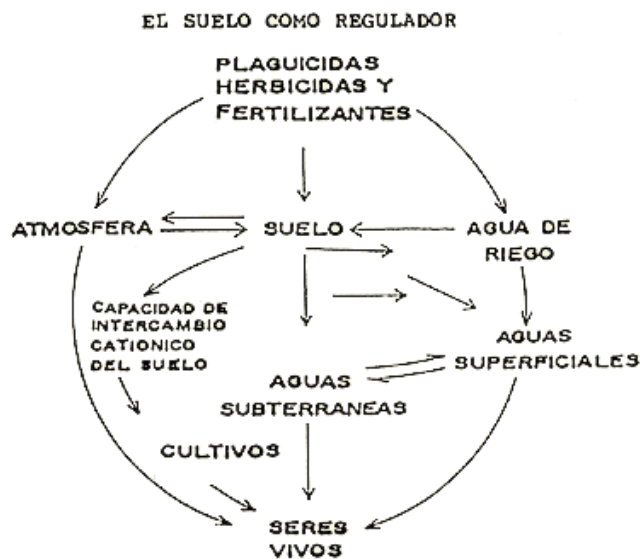 EL SUELO COMO REGULADOR
PLAGUICIDAS
HERBICIDAS Y
FERTILIZANTES
ATMOSFERA
SUELO
AGUA DE
RIEGO
CAPACIDAD DE
INTERCAMBIO
CATIONICO
DEL SUELO
AGUAS
SUPERFICIALES
AGUAS
SUBTERRANEAS
CULTIVOS
SERES
VIVOS